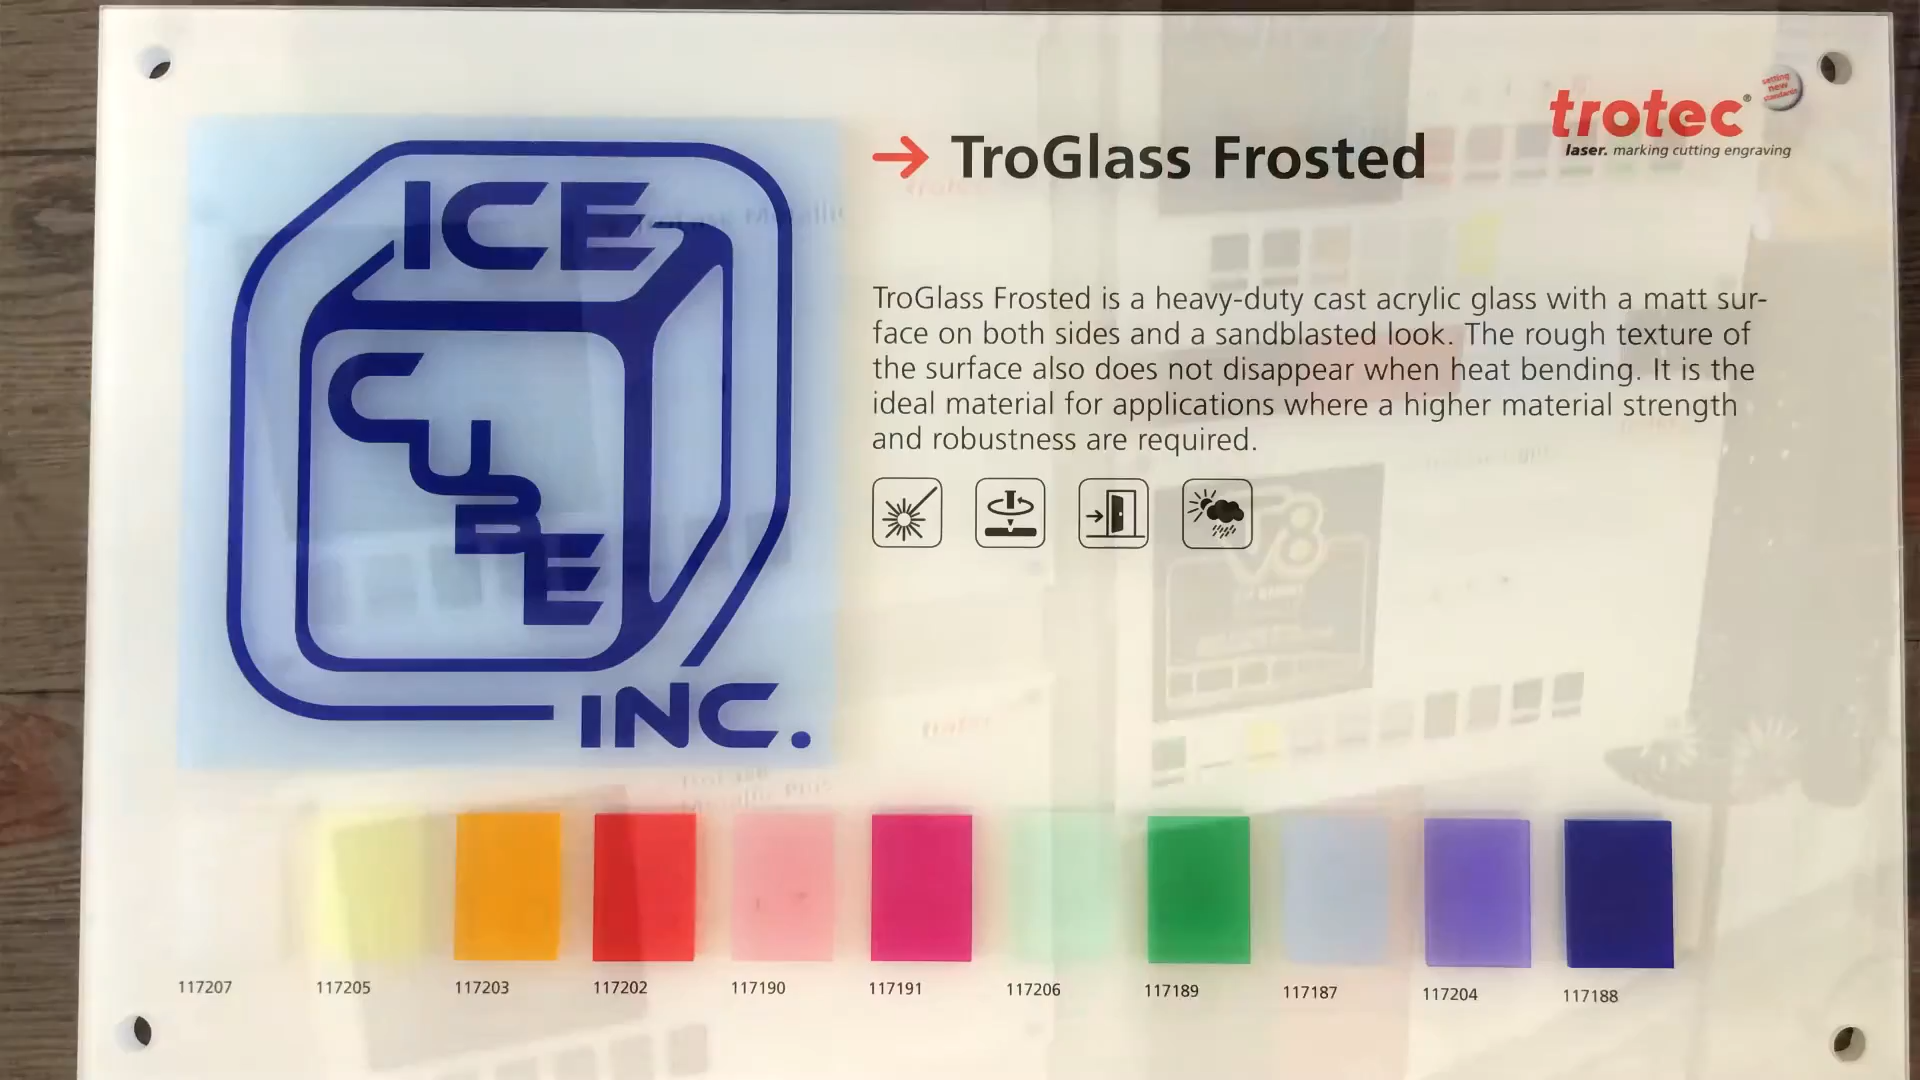 ICE
CUBE
INC.
trotec®
setting new standards
laser. marking cutting engraving
→ TroGlass Frosted
TroGlass Frosted is a heavy-duty cast acrylic glass with a matt sur-
face on both sides and a sandblasted look. The rough texture of
the surface also does not disappear when heat bending. It is the
ideal material for applications where a higher material strength
and robustness are required.
117207 117205 117203 117202 117190 117191 117206 117189 117187 117204 117188